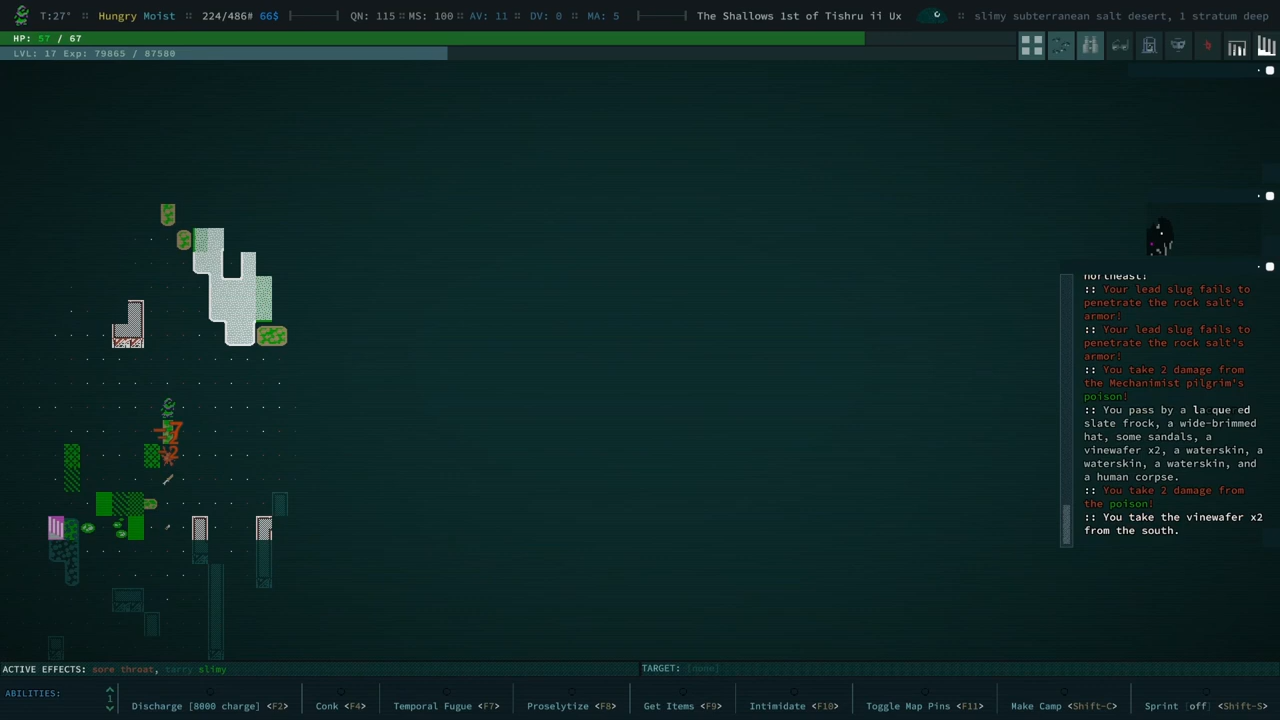 T:27° :: Hungry Moist :: 224/486# 66$ QN: 115 :: MS: 100 :: AV: 11 :: DV: 0 :: MA: 5 The Shallows 1st of Tishru ii Ux :: slimy subterranean salt desert, 1 stratum deep
HP: 57 / 67
LVL: 17 Exp: 79865 / 87580
northeast!
:: Your lead slug fails to
penetrate the rock salt's
armor!
:: Your lead slug fails to
penetrate the rock salt's
armor!
:: You take 2 damage from
the Mechanimist pilgrim's
poison!
:: You pass by a lacquered
slate frock, a wide-brimmed
hat, some sandals, a
vinewafer x2, a waterskin, a
waterskin, a waterskin, and
a human corpse.
:: You take 2 damage from
the poison!
:: You take the vinewafer x2
from the south.
-7
-2
ACTIVE EFFECTS: sore throat, tarry slimy
TARGET: [none]
ABILITIES: 1 Discharge [8000 charge] <F2> Conk <F4> Temporal Fugue <F7> Proselytize <F8> Get Items <F9> Intimidate <F10> Toggle Map Pins <F11> Make Camp <Shift-C> Sprint [off] <Shift-S>